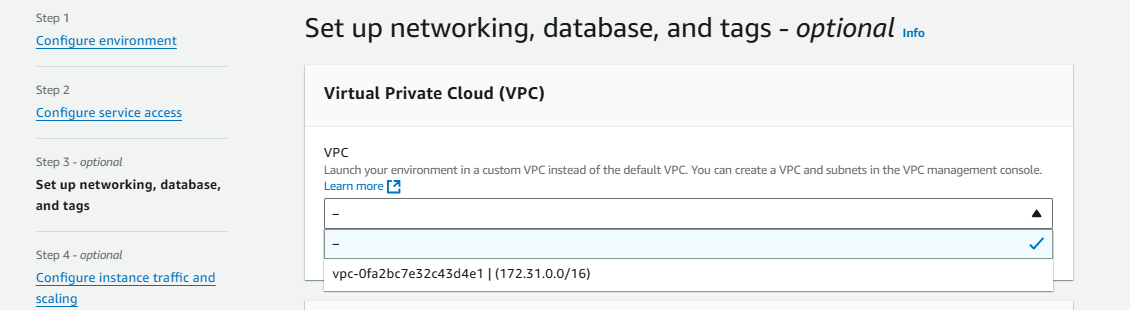 Step 1
Configure environment
Step 2
Configure service access
Step 3 - optional
Set up networking, database,
and tags
Step 4 - optional
Configure instance traffic and
scaling
Set up networking, database, and tags - optional Info
Virtual Private Cloud (VPC)
VPC
Launch your environment in a custom VPC instead of the default VPC. You can create a VPC and subnets in the VPC management console.
Learn more
–
–
vpc-0fa2bc7e32c43d4e1 | (172.31.0.0/16)